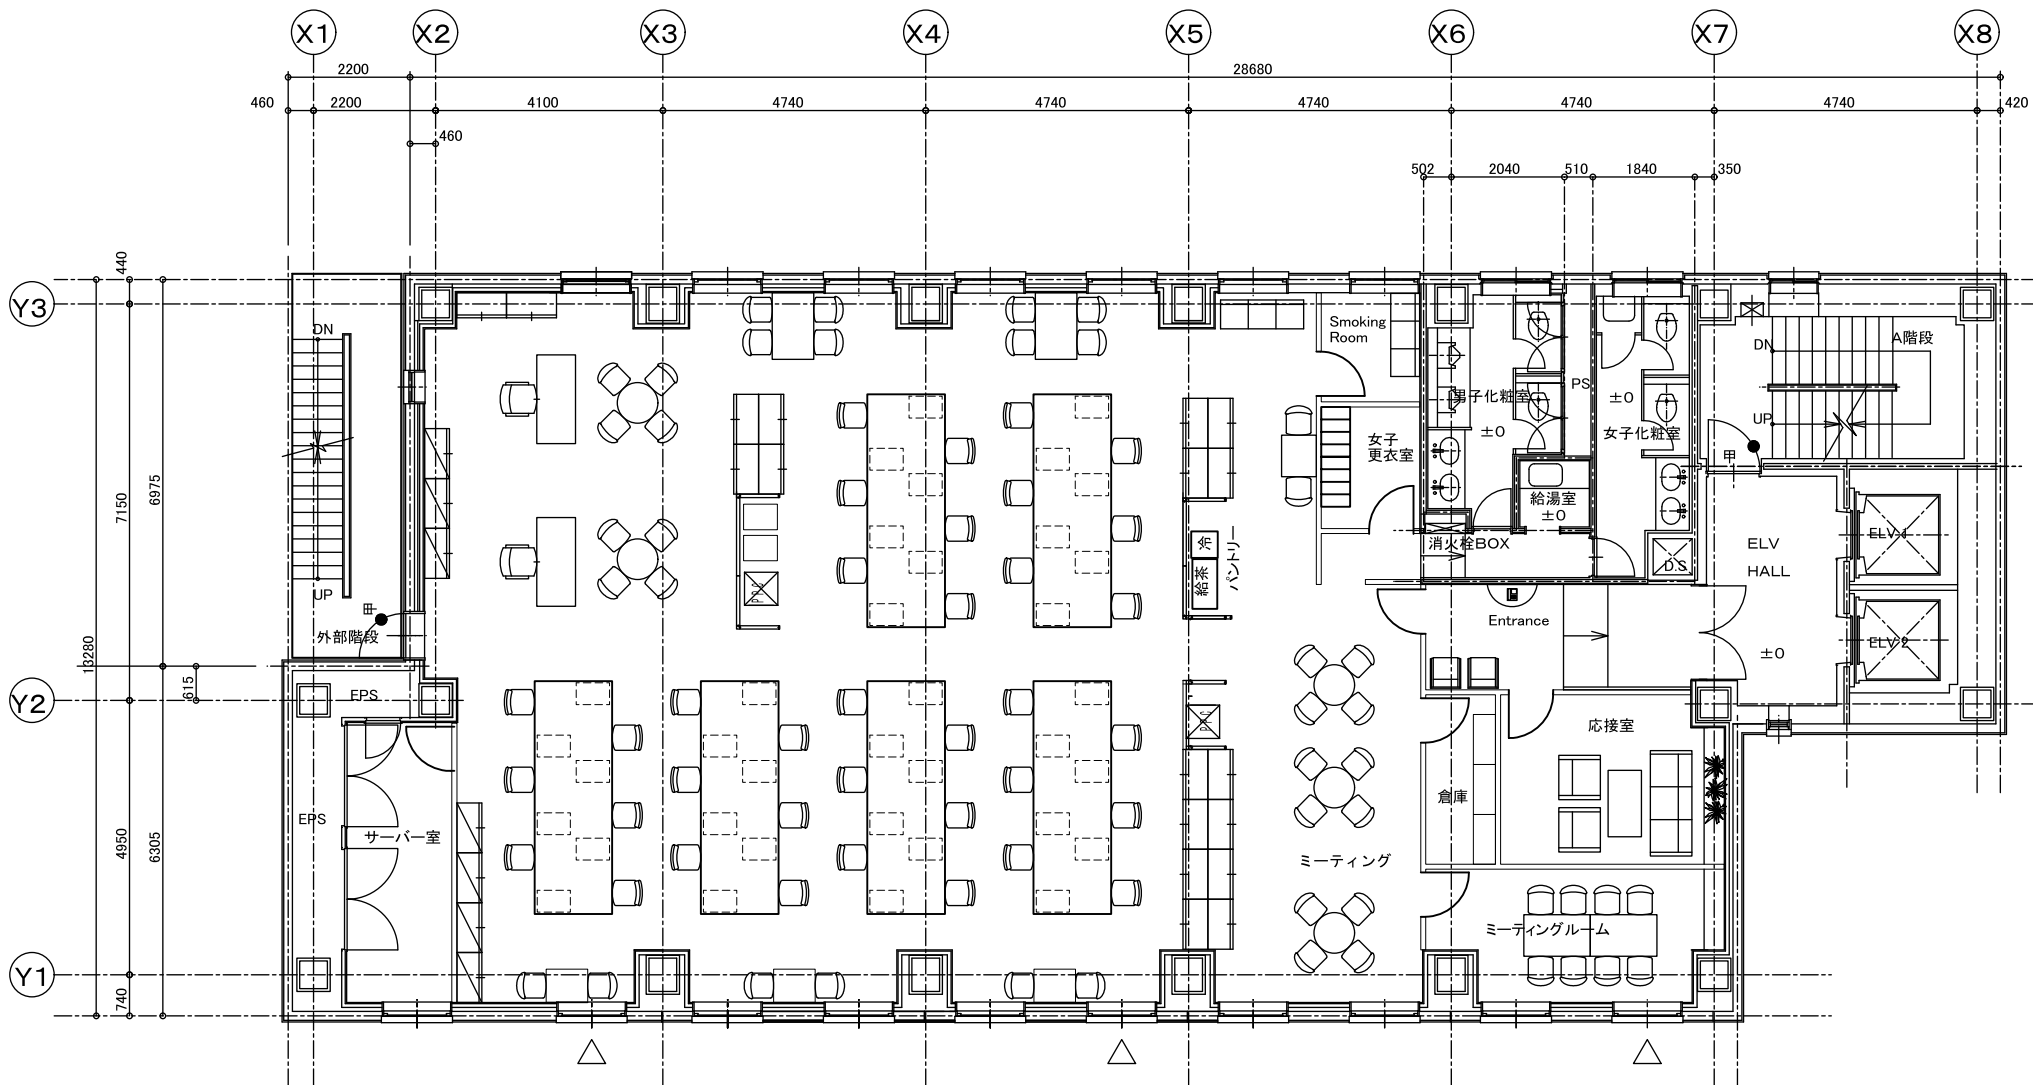 X1
X2
X3
X4
X5
X6
X7
X8
2200
28680
460
2200
4100
4740
4740
4740
4740
4740
420
460
502
2040
510
1840
350
440
Y3
7150
6975
13280
615
Y2
4950
6305
Y1
740
DN
UP
甲
外部階段
EPS
EPS
サーバー室
Smoking
Room
女子
更衣室
男子化粧室
±0
PS
±0
女子化粧室
給湯室
±0
消火栓BOX
D.S
DN
A階段
UP
甲
ELV
HALL
ELV-1
ELV-2
±0
冷
給茶
パントリー
Entrance
応接室
倉庫
ミーティング
ミーティングルーム